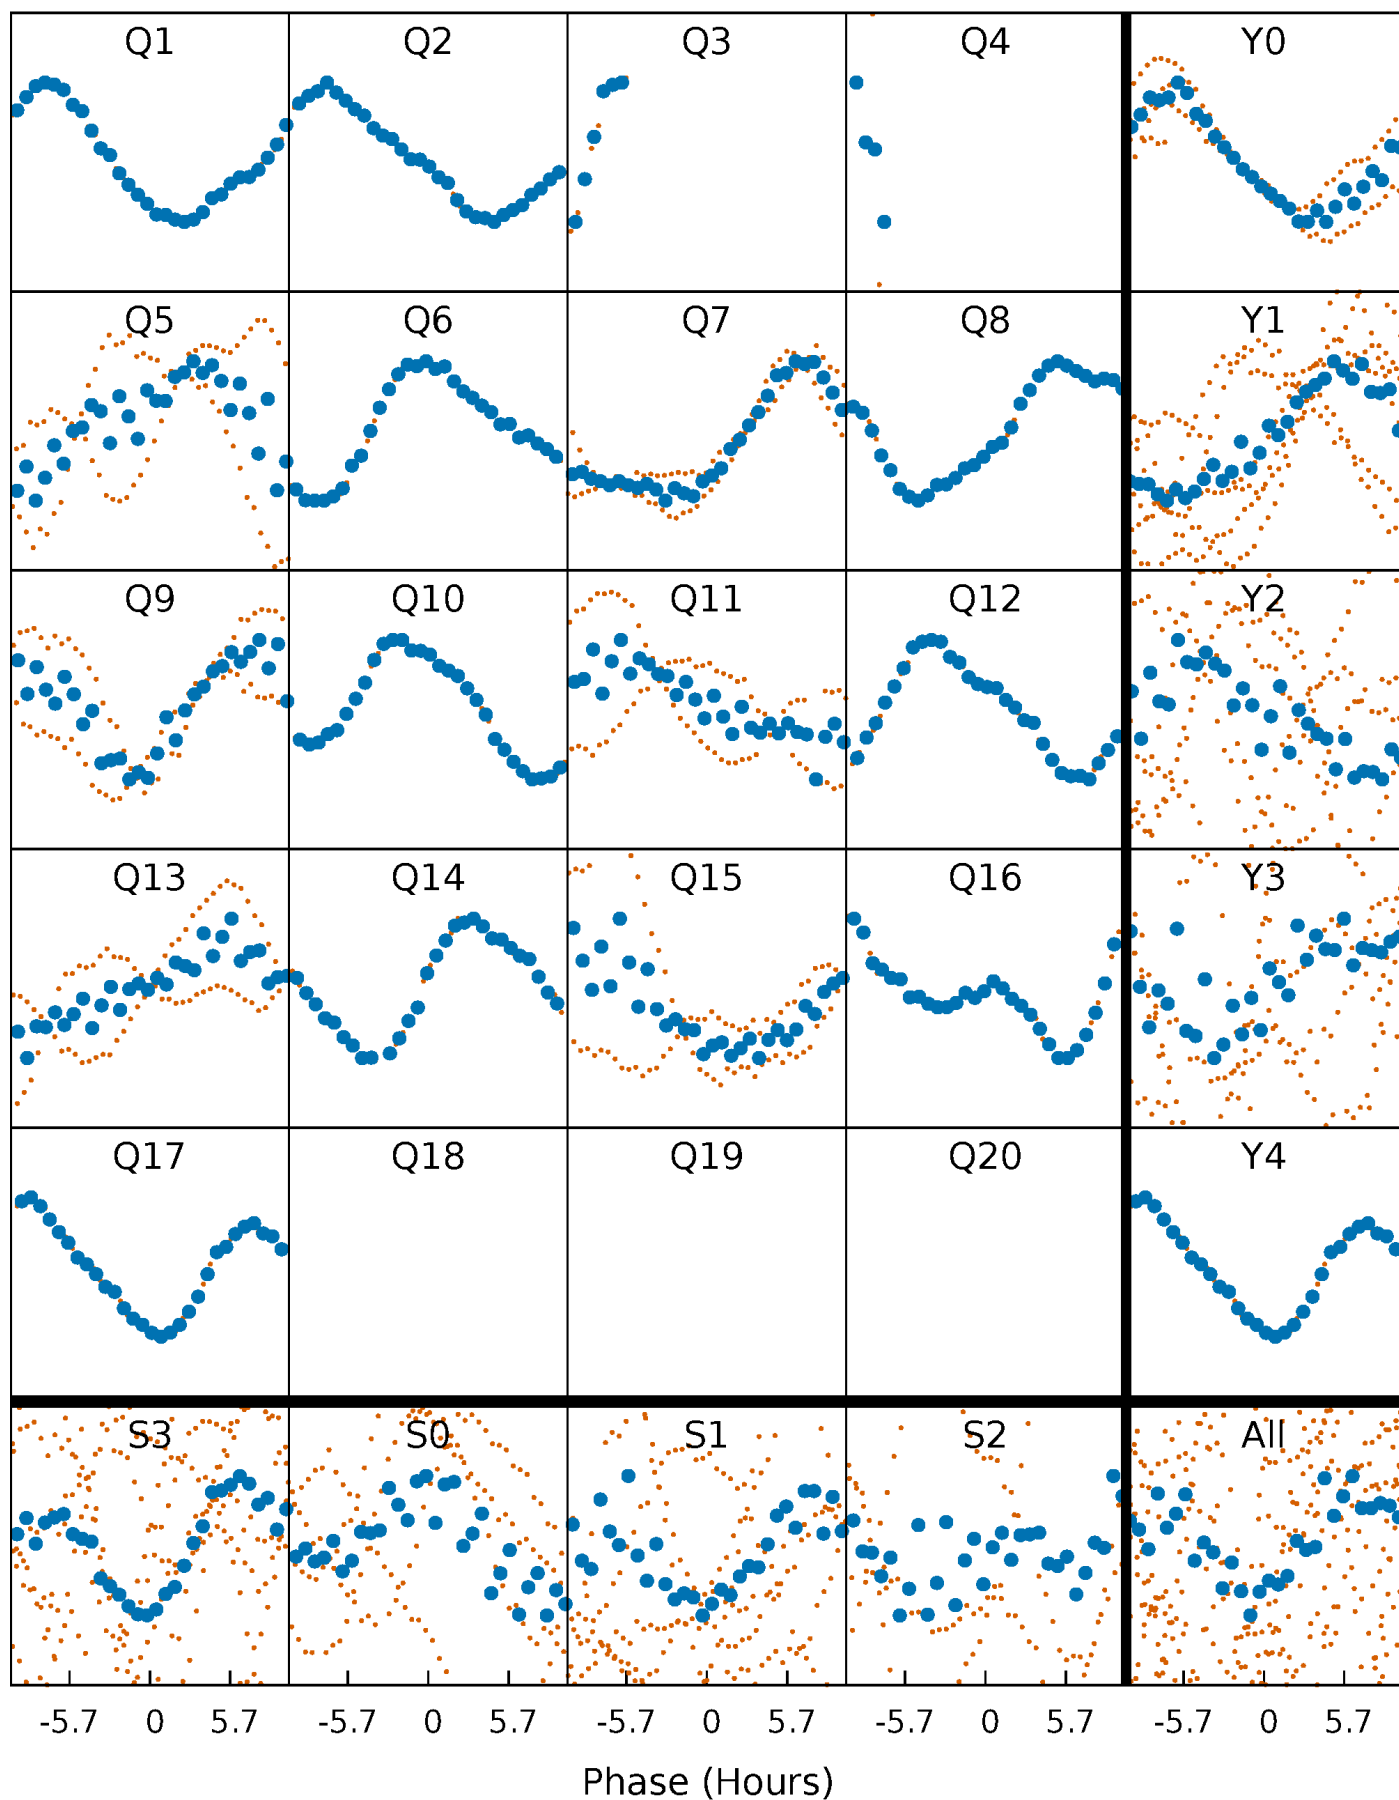 Q1 Q2 Q3 Q4 Y0
Q5 Q6 Q7 Q8 Y1
Q9 Q10 Q11 Q12 Y2
Q13 Q14 Q15 Q16 Y3
Q17 Q18 Q19 Q20 Y4
S3 S0 S1 S2 All
-5.7 0 5.7 -5.7 0 5.7 -5.7 0 5.7 -5.7 0 5.7 -5.7 0 5.7
Phase (Hours)